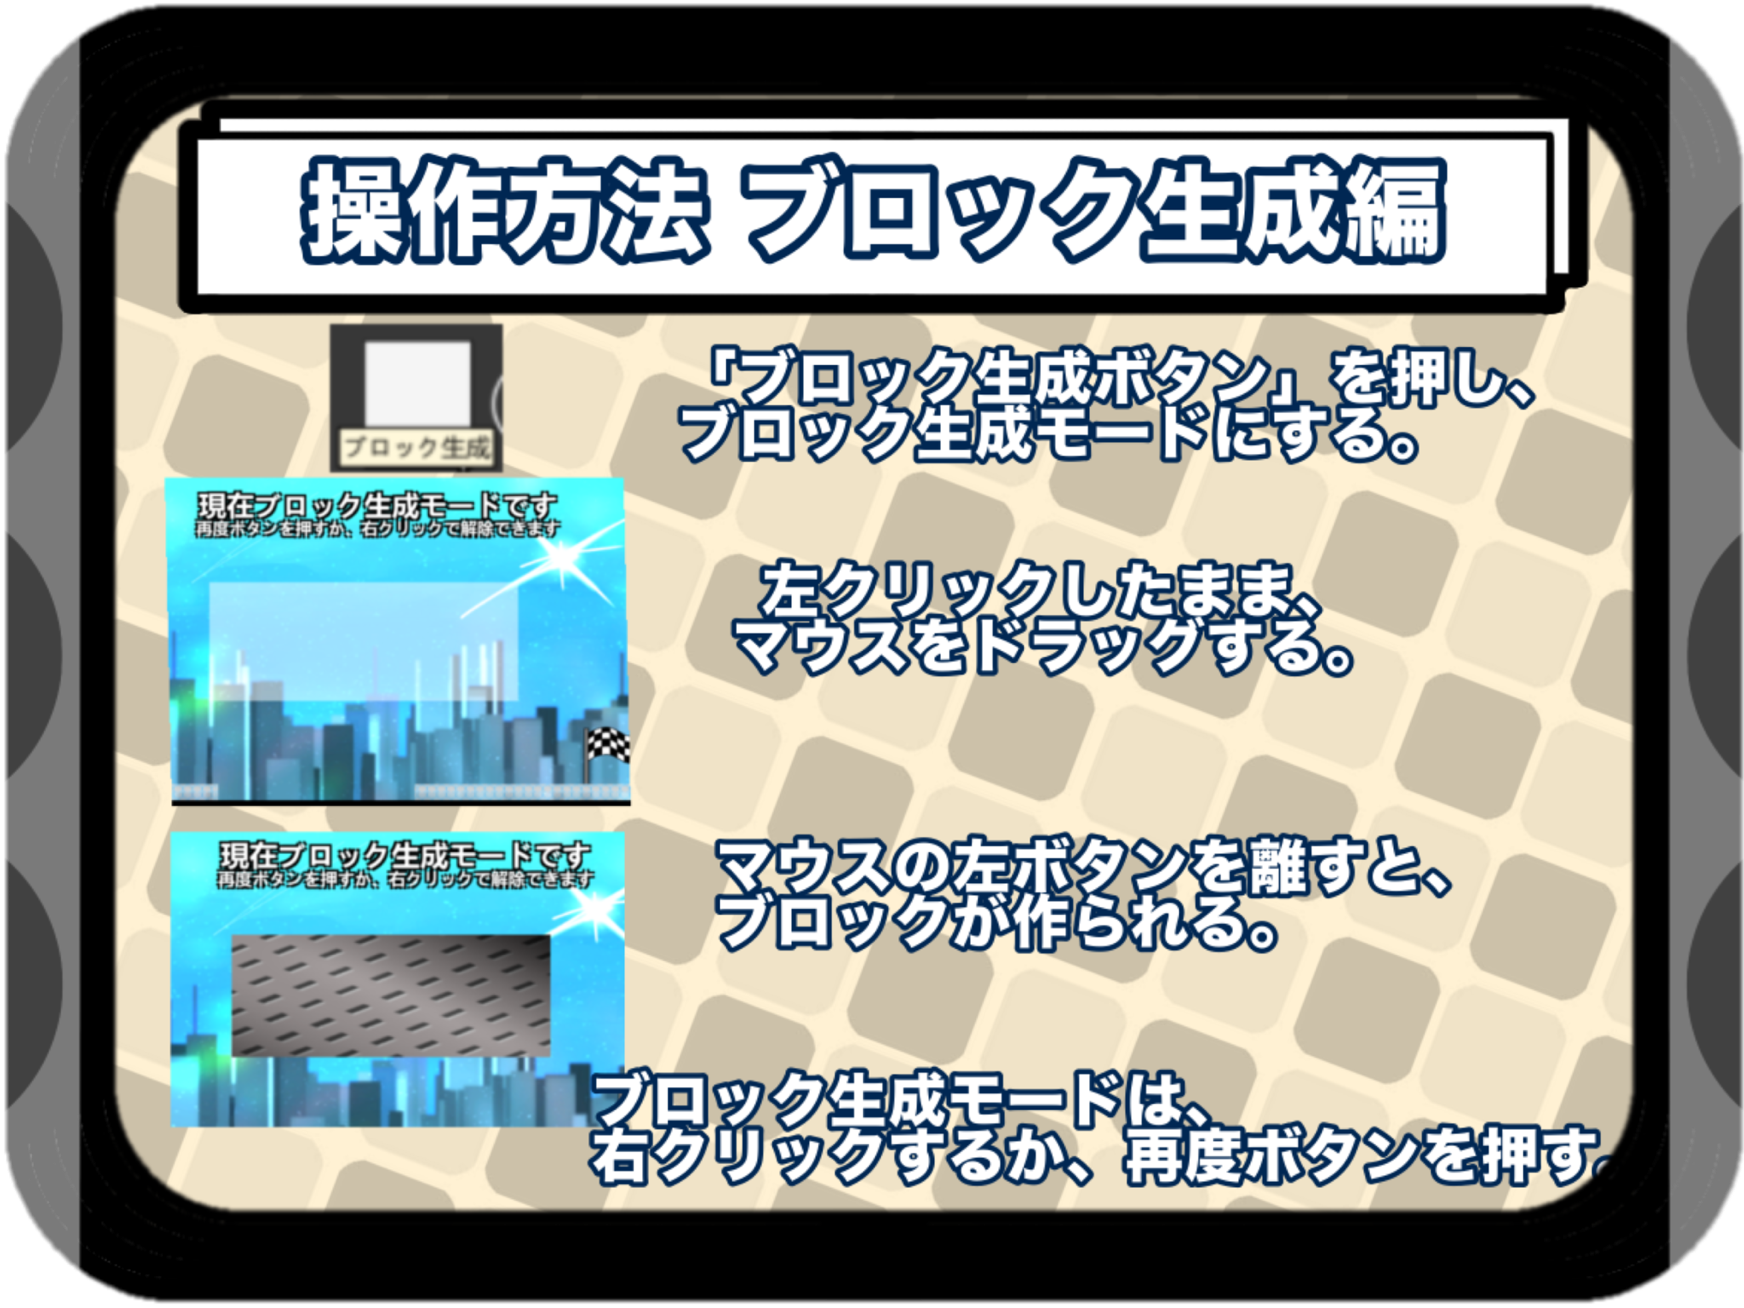 操作方法 ブロック生成編
ブロック生成
「ブロック生成ボタン」を押し、
ブロック生成モードにする。
現在ブロック生成モードです
再度ボタンを押すか、右クリックで解除できます
左クリックしたまま、
マウスをドラッグする。
現在ブロック生成モードです
再度ボタンを押すか、右クリックで解除できます
マウスの左ボタンを離すと、
ブロックが作られる。
ブロック生成モードは、
右クリックするか、再度ボタンを押す。